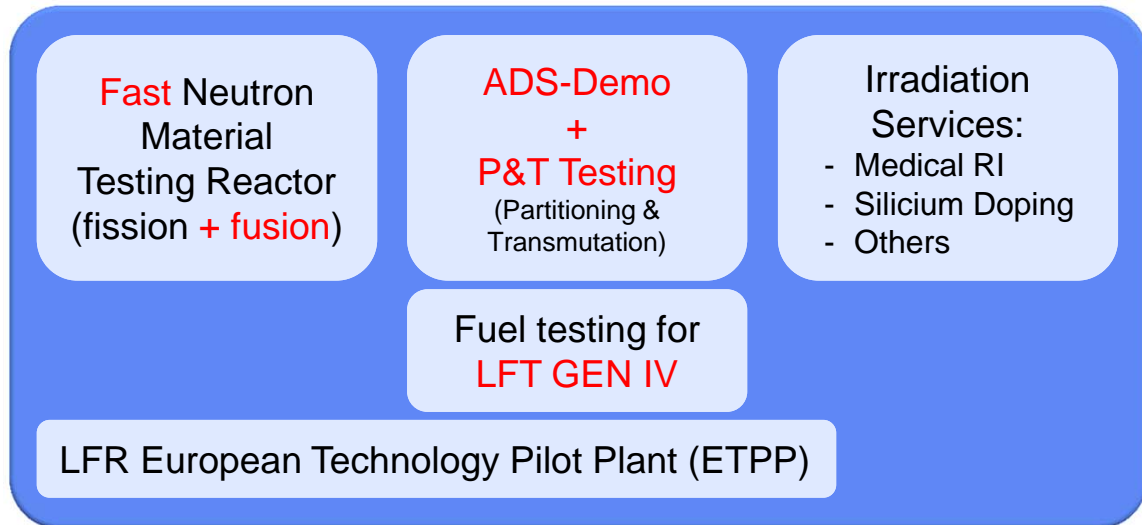 Fast Neutron
Material
Testing Reactor
(fission + fusion)
ADS-Demo
+
P&T Testing
(Partitioning &
Transmutation)
Irradiation
Services:
- Medical RI
- Silicium Doping
- Others
Fuel testing for
LFT GEN IV
LFR European Technology Pilot Plant (ETPP)